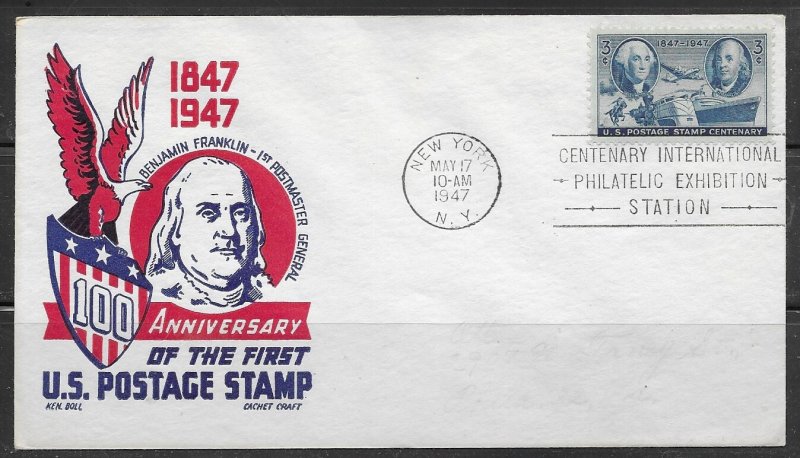 1847
1947
BENJAMIN FRANKLIN - 1ST POSTMASTER GENERAL
100
ANNIVERSARY
OF THE FIRST
U.S. POSTAGE STAMP
KEN. BOLL CACHET CRAFT
NEW YORK
MAY 17
10-AM
1947
N.Y.
3¢ 1847-1947 3¢
U.S. POSTAGE STAMP CENTENARY
CENTENARY INTERNATIONAL
PHILATELIC EXHIBITION
STATION